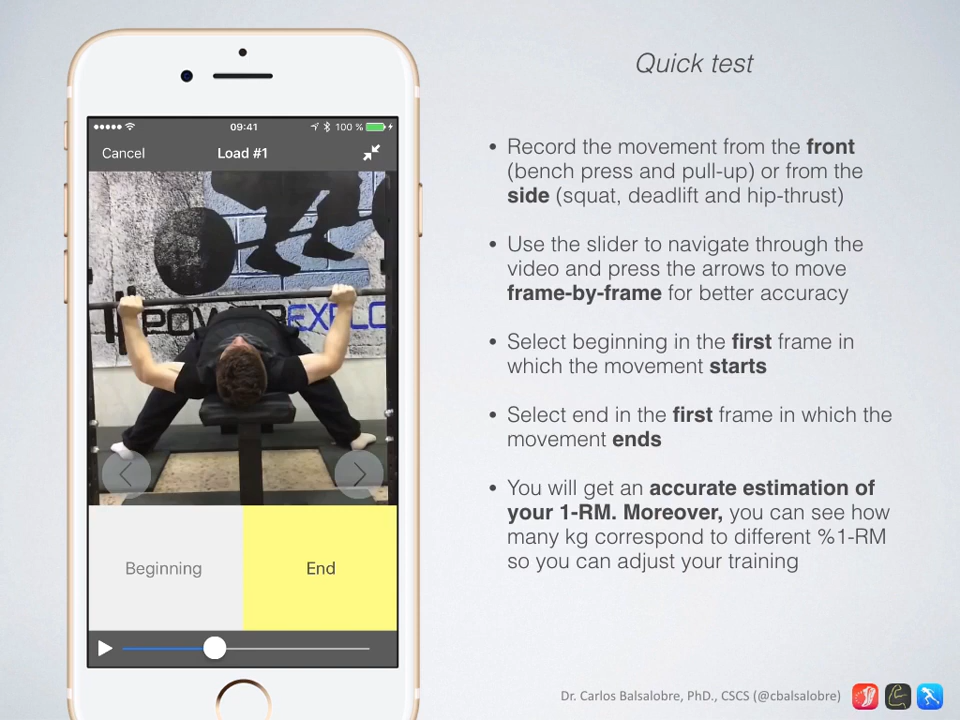 Quick test
09:41
100 %
Cancel
Load #1
POWER EXPLO
Beginning
End
• Record the movement from the front
(bench press and pull-up) or from the
side (squat, deadlift and hip-thrust)
• Use the slider to navigate through the
video and press the arrows to move
frame-by-frame for better accuracy
• Select beginning in the first frame in
which the movement starts
• Select end in the first frame in which the
movement ends
• You will get an accurate estimation of
your 1-RM. Moreover, you can see how
many kg correspond to different %1-RM
so you can adjust your training
Dr. Carlos Balsalobre, PhD., CSCS (@cbalsalobre)